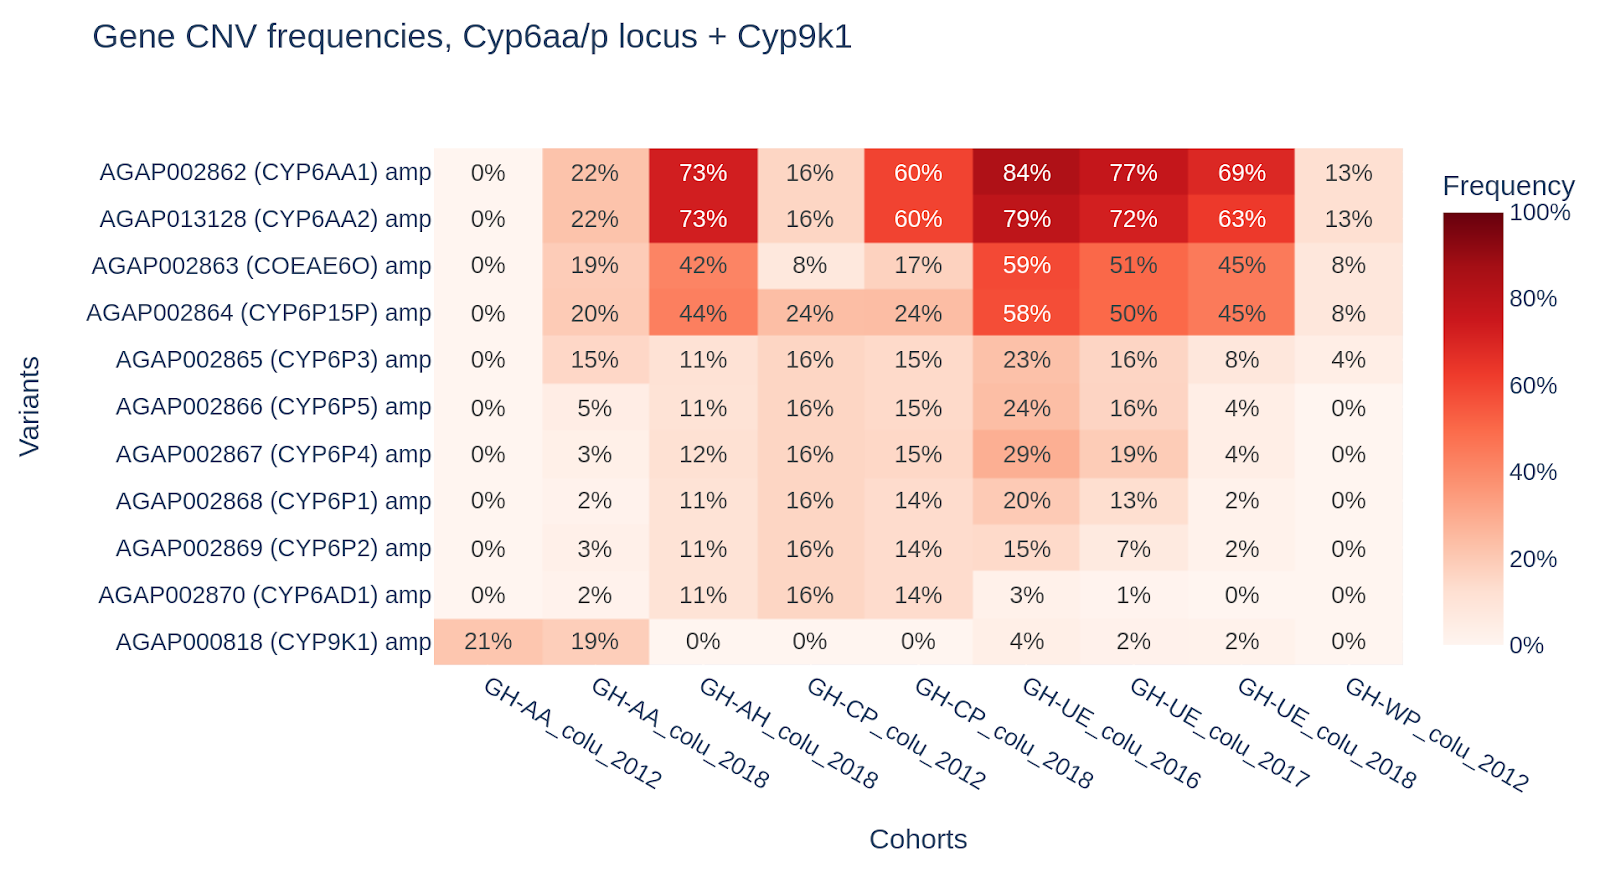 Gene CNV frequencies, Cyp6aa/p locus + Cyp9k1
AGAP002862 (CYP6AA1) amp 0% 22% 73% 16% 60% 84% 77% 69% 13%
AGAP013128 (CYP6AA2) amp 0% 22% 73% 16% 60% 79% 72% 63% 13%
AGAP002863 (COEAE6O) amp 0% 19% 42% 8% 17% 59% 51% 45% 8%
AGAP002864 (CYP6P15P) amp 0% 20% 44% 24% 24% 58% 50% 45% 8%
AGAP002865 (CYP6P3) amp 0% 15% 11% 16% 15% 23% 16% 8% 4%
AGAP002866 (CYP6P5) amp 0% 5% 11% 16% 15% 24% 16% 4% 0%
AGAP002867 (CYP6P4) amp 0% 3% 12% 16% 15% 29% 19% 4% 0%
AGAP002868 (CYP6P1) amp 0% 2% 11% 16% 14% 20% 13% 2% 0%
AGAP002869 (CYP6P2) amp 0% 3% 11% 16% 14% 15% 7% 2% 0%
AGAP002870 (CYP6AD1) amp 0% 2% 11% 16% 14% 3% 1% 0% 0%
AGAP000818 (CYP9K1) amp 21% 19% 0% 0% 0% 4% 2% 2% 0%
Variants
GH-AA_colu_2012
GH-AA_colu_2018
GH-AH_colu_2018
GH-CP_colu_2012
GH-CP_colu_2018
GH-UE_colu_2016
GH-UE_colu_2017
GH-UE_colu_2018
GH-WP_colu_2012
Cohorts
Frequency
100%
80%
60%
40%
20%
0%